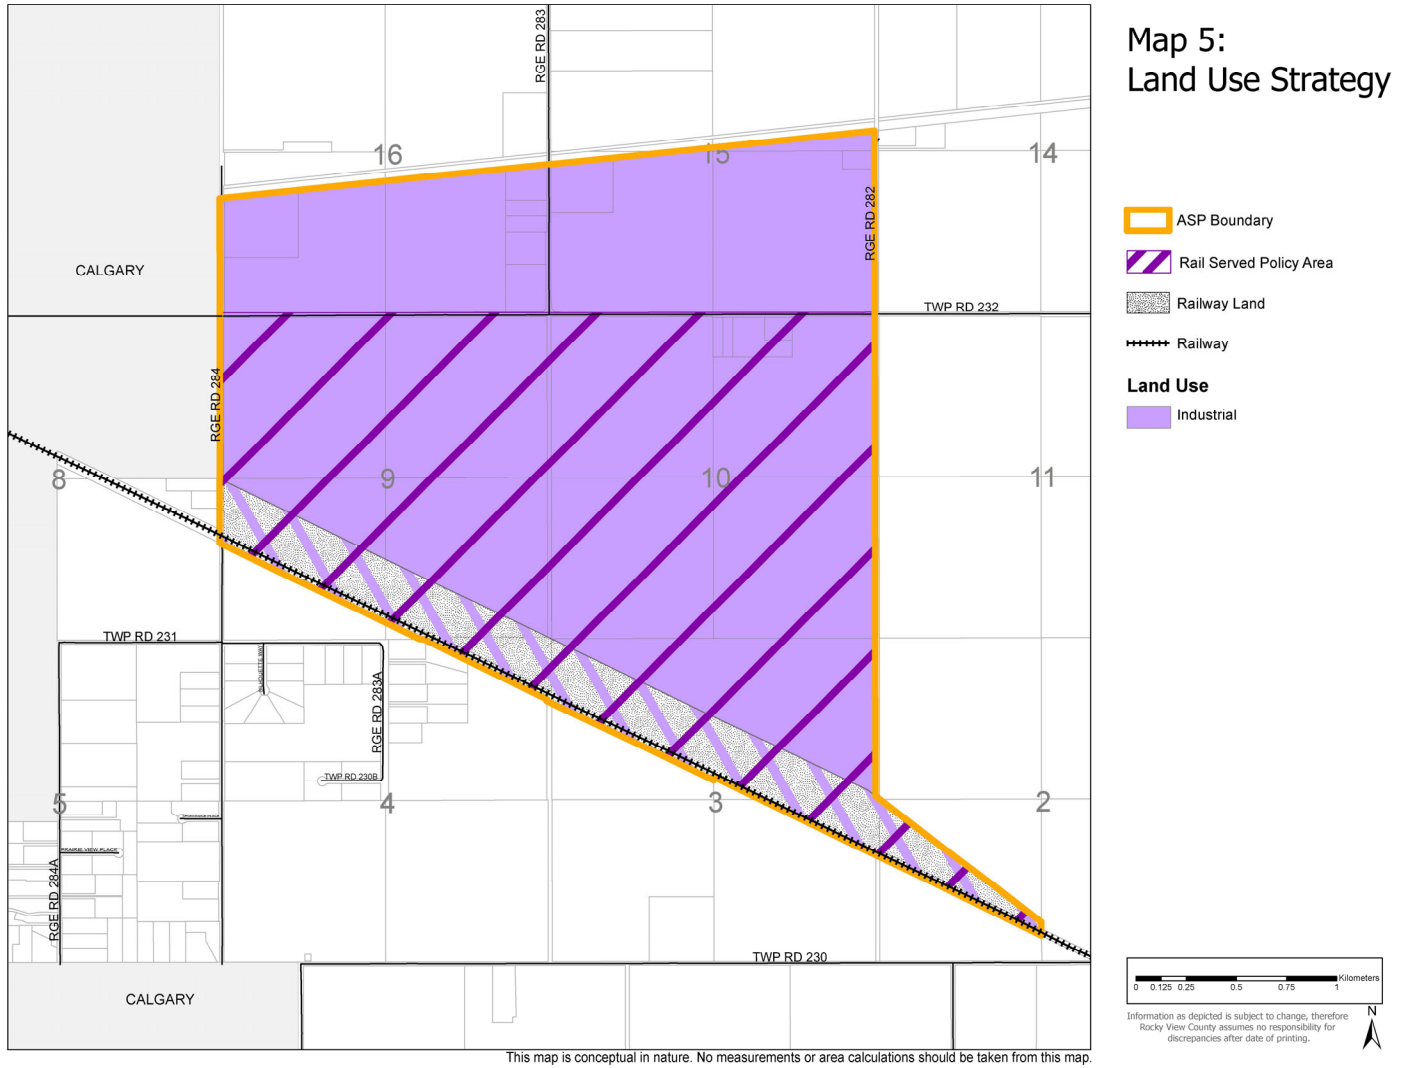 Map 5:
Land Use Strategy
ASP Boundary
Rail Served Policy Area
Railway Land
Railway
Land Use
Industrial
RGE RD 283
16
15
14
CALGARY
RGE RD 282
TWP RD 232
RGE RD 284
8
9
10
11
TWP RD 231
RGE RD 283A
TWP RD 230B
5
4
3
2
PRAIRIE VIEW PLACE
RGE RD 284A
TWP RD 230
CALGARY
Kilometers
0 0.125 0.25 0.5 0.75 1
Information as depicted is subject to change, therefore
Rocky View County assumes no responsibility for
discrepancies after date of printing.
N
This map is conceptual in nature. No measurements or area calculations should be taken from this map.